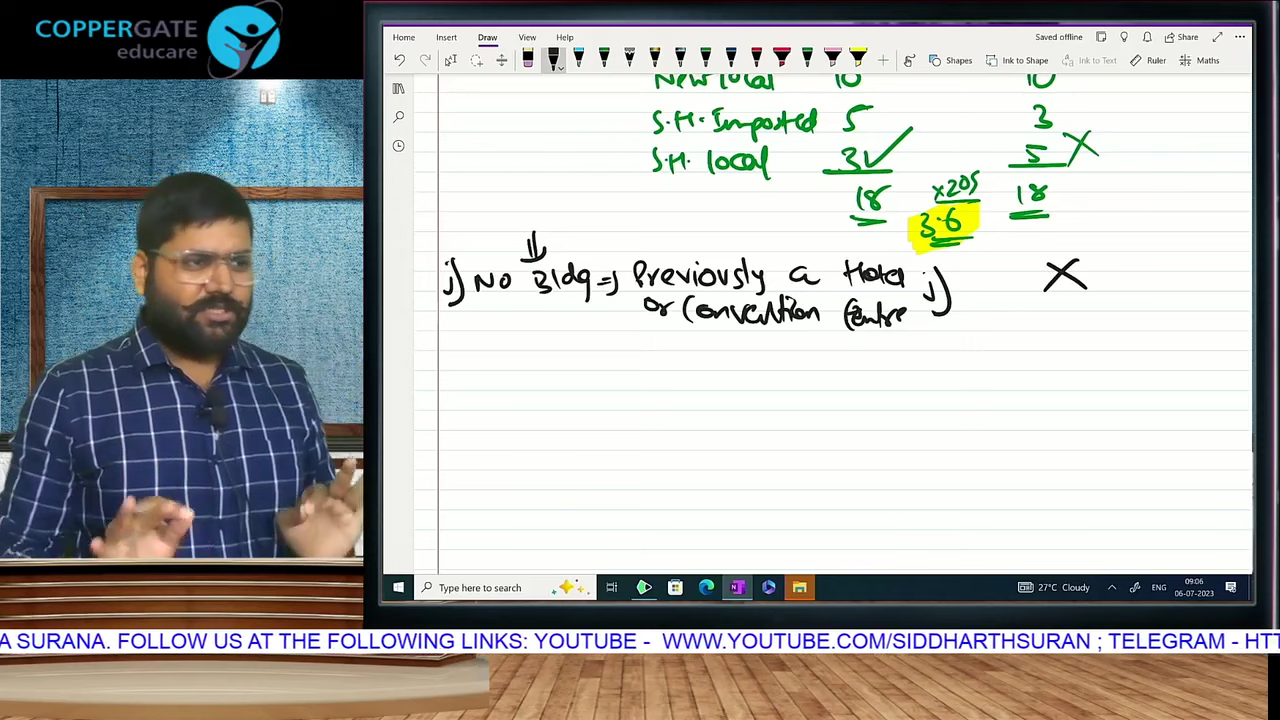 COPPERGATE
educare
Home Insert Draw View Help
Saved offline
Share
Shapes
Ink to Shape
Ink to Text
Ruler
Maths
New local 10 10
S.H. Imported 5 3
S.H. local 3 5
18 x20% 18
3.6
j) No Bldg => Previously a Hotel j)
or Convention Centre
Type here to search
27°C Cloudy
ENG
09:06
06-07-2023
A SURANA. FOLLOW US AT THE FOLLOWING LINKS: YOUTUBE - WWW.YOUTUBE.COM/SIDDHARTHSURAN ; TELEGRAM - HTT